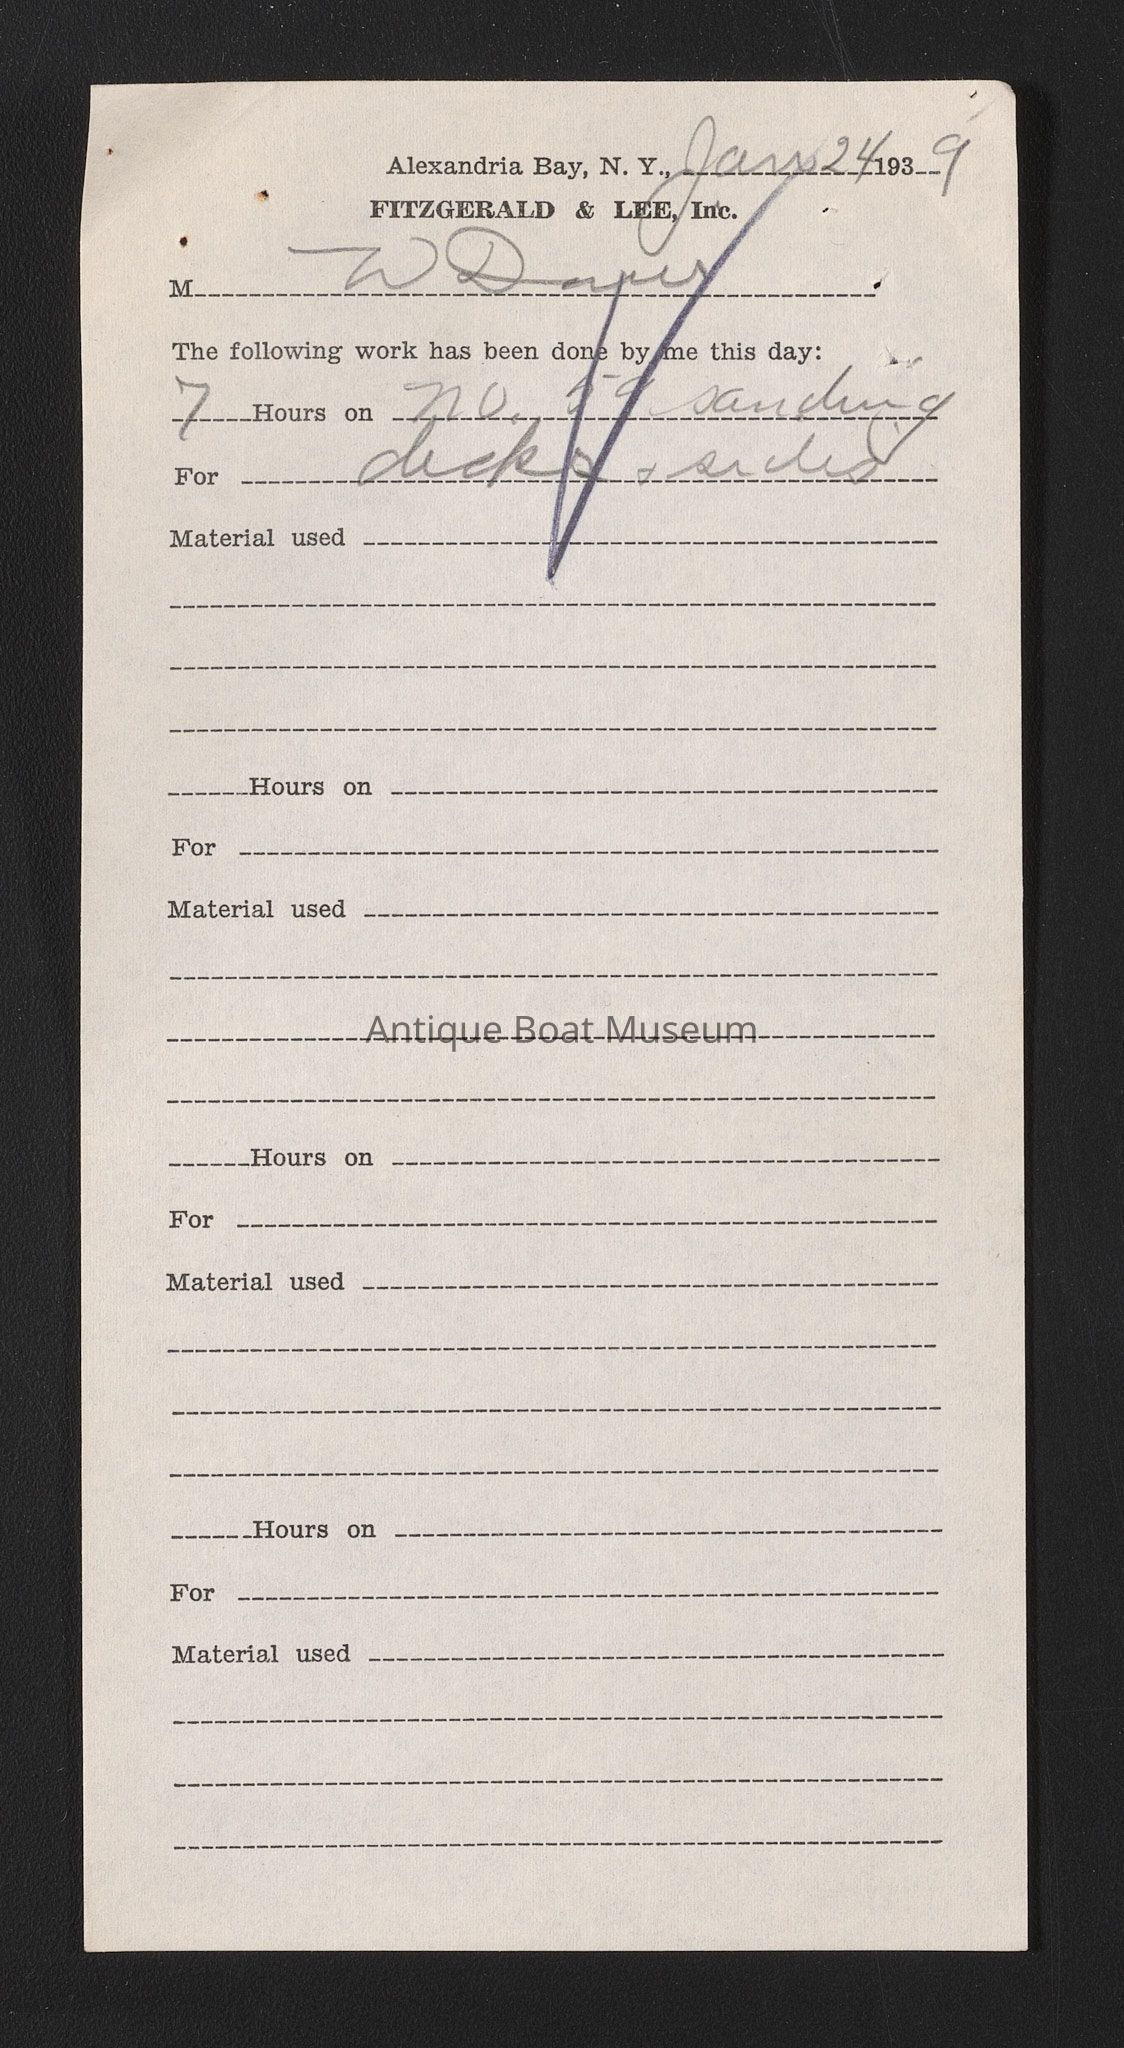 Alexandria Bay, N. Y., Jan 24 1939
FITZGERALD & LEE, Inc.
M W
The following work has been done by me this day:
7 Hours on No. 59 sanding
For decks + sides
Material used
Hours on
For
Material used
Antique Boat Museum
Hours on
For
Material used
Hours on
For
Material used